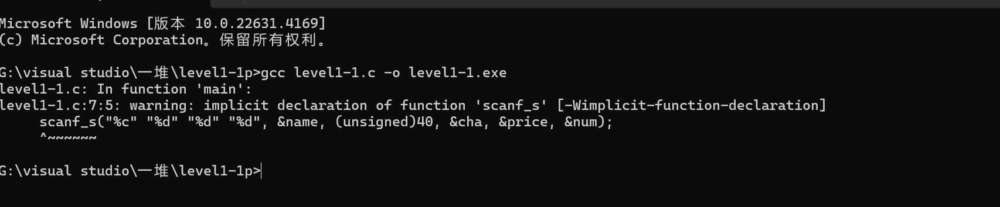 Microsoft Windows [版本 10.0.22631.4169]
(c) Microsoft Corporation。保留所有权利。
G:\visual studio\一堆\level1-1p>gcc level1-1.c -o level1-1.exe
level1-1.c: In function 'main':
level1-1.c:7:5: warning: implicit declaration of function 'scanf_s' [-Wimplicit-function-declaration]
     scanf_s("%c" "%d" "%d" "%d", &name, (unsigned)40, &cha, &price, &num);
     ^~~~~~~
G:\visual studio\一堆\level1-1p>